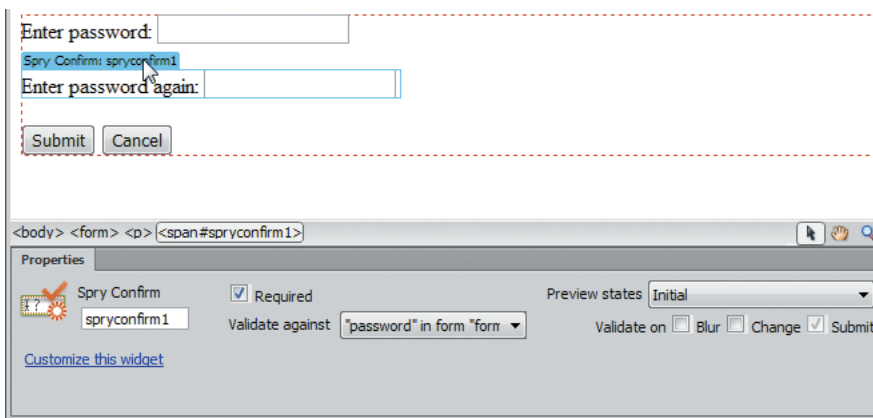 Enter password:
Spry Confirm: spryconfirm1
Enter password again:
Submit Cancel
<body> <form> <p> <span#spryconfirm1>
Properties
Spry Confirm Required Preview states Initial
spryconfirm1 Validate against "password" in form "form Validate on Blur Change Submit
Customize this widget